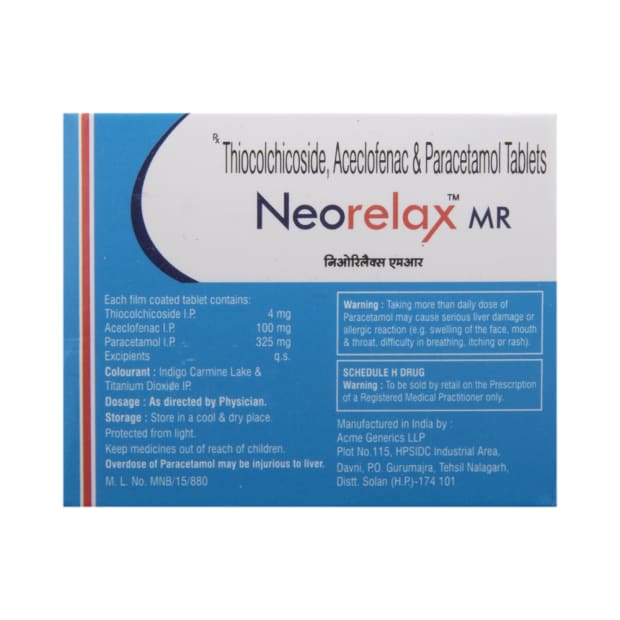 Rx Thiocolchicoside, Aceclofenac & Paracetamol Tablets
Neorelax™ MR
निओरिलैक्स एमआर
Each film coated tablet contains:
Thiocolchicoside I.P. 4 mg
Aceclofenac I.P. 100 mg
Paracetamol I.P. 325 mg
Excipients q.s.
Colourant : Indigo Carmine Lake &
Titanium Dioxide IP.
Dosage : As directed by Physician.
Storage : Store in a cool & dry place.
Protected from light.
Keep medicines out of reach of children.
Overdose of Paracetamol may be injurious to liver.
M. L. No. MNB/15/880
Warning : Taking more than daily dose of
Paracetamol may cause serious liver damage or
allergic reaction (e.g. swelling of the face, mouth
& throat, difficulty in breathing, itching or rash).
SCHEDULE H DRUG
Warning : To be sold by retail on the Prescription
of a Registered Medical Practitioner only.
Manufactured in India by :
Acme Generics LLP
Plot No.115, HPSIDC Industrial Area,
Davni, P.O. Gurumajra, Tehsil Nalagarh,
Distt. Solan (H.P.)-174 101